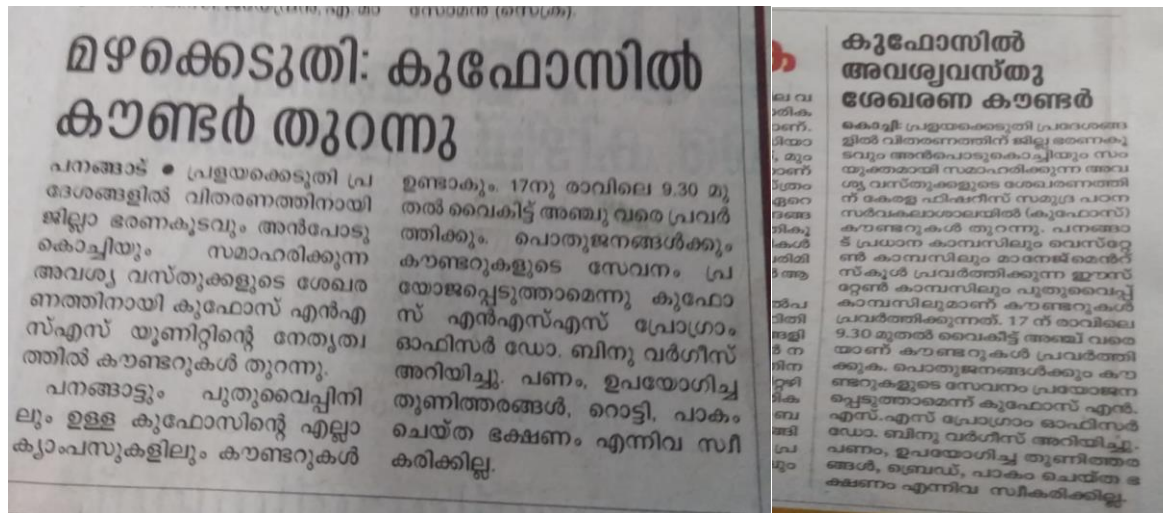 സോമൻ (സെക്ര).
മഴക്കെടുതി: കുഫോസിൽ
കൗണ്ടർ തുറന്നു
പനങ്ങാട് ● പ്രളയക്കെടുതി പ്ര
ദേശങ്ങളിൽ വിതരണത്തിനായി
ജില്ലാ ഭരണകൂടവും അൻപോടു
കൊച്ചിയും സമാഹരിക്കുന്ന
അവശ്യ വസ്തുക്കളുടെ ശേഖര
ണത്തിനായി കുഫോസ് എൻഎ
സ്എസ് യൂണിറ്റിന്റെ നേതൃത്വ
ത്തിൽ കൗണ്ടറുകൾ തുറന്നു.
പനങ്ങാട്ടും പുതുവൈപ്പിനി
ലും ഉള്ള കുഫോസിന്റെ എല്ലാ
ക്യാംപസുകളിലും കൗണ്ടറുകൾ
ഉണ്ടാകും. 17നു രാവിലെ 9.30 മു
തൽ വൈകിട്ട് അഞ്ചു വരെ പ്രവർ
ത്തിക്കും. പൊതുജനങ്ങൾക്കും
കൗണ്ടറുകളുടെ സേവനം പ്ര
യോജപ്പെടുത്താമെന്നു കുഫോ
സ് എൻഎസ്എസ് പ്രോഗ്രാം
ഓഫിസർ ഡോ. ബിനു വർഗീസ്
അറിയിച്ചു. പണം, ഉപയോഗിച്ച
തുണിത്തരങ്ങൾ, റൊട്ടി, പാകം
ചെയ്ത ഭക്ഷണം എന്നിവ സ്വീ
കരിക്കില്ല.
കുഫോസിൽ
അവശ്യവസ്തു
ശേഖരണ കൗണ്ടർ
കൊച്ചി: പ്രളയക്കെടുതി പ്രദേശങ്ങ
ളിൽ വിതരണത്തിന് ജില്ല ഭരണകൂ
ടവും അൻപൊടുകൊച്ചിയും സം
യുക്തമായി സമാഹരിക്കുന്ന അവ
ശ്യ വസ്തുക്കളുടെ ശേഖരണത്തി
ന് കേരള ഫിഷറീസ് സമുദ്ര പഠന
സർവകലാശാലയിൽ (കുഫോസ്)
കൗണ്ടറുകൾ തുറന്നു. പനങ്ങാ
ട് പ്രധാന കാമ്പസിലും വെസ്റ്റേ
ൺ കാമ്പസിലും മാനേജ്മെൻറ്
സ്കൂൾ പ്രവർത്തിക്കുന്ന ഈസ്
റ്റേൺ കാമ്പസിലും പുതുവൈപ്പ്
കാമ്പസിലുമാണ് കൗണ്ടറുകൾ
പ്രവർത്തിക്കുന്നത്. 17 ന് രാവിലെ
9.30 മുതൽ വൈകീട്ട് അഞ്ച് വരെ
യാണ് കൗണ്ടറുകൾ പ്രവർത്തി
ക്കുക. പൊതുജനങ്ങൾക്കും കൗ
ണ്ടറുകളുടെ സേവനം പ്രയോജന
പ്പെടുത്താമെന്ന് കുഫോസ് എൻ.
എസ്.എസ് പ്രോഗ്രാം ഓഫിസർ
ഡോ. ബിനു വർഗീസ് അറിയിച്ചു.
പണം, ഉപയോഗിച്ച തുണിത്തര
ങ്ങൾ, ബ്രെഡ്, പാകം ചെയ്ത ഭ
ക്ഷണം എന്നിവ സ്വീകരിക്കില്ല.